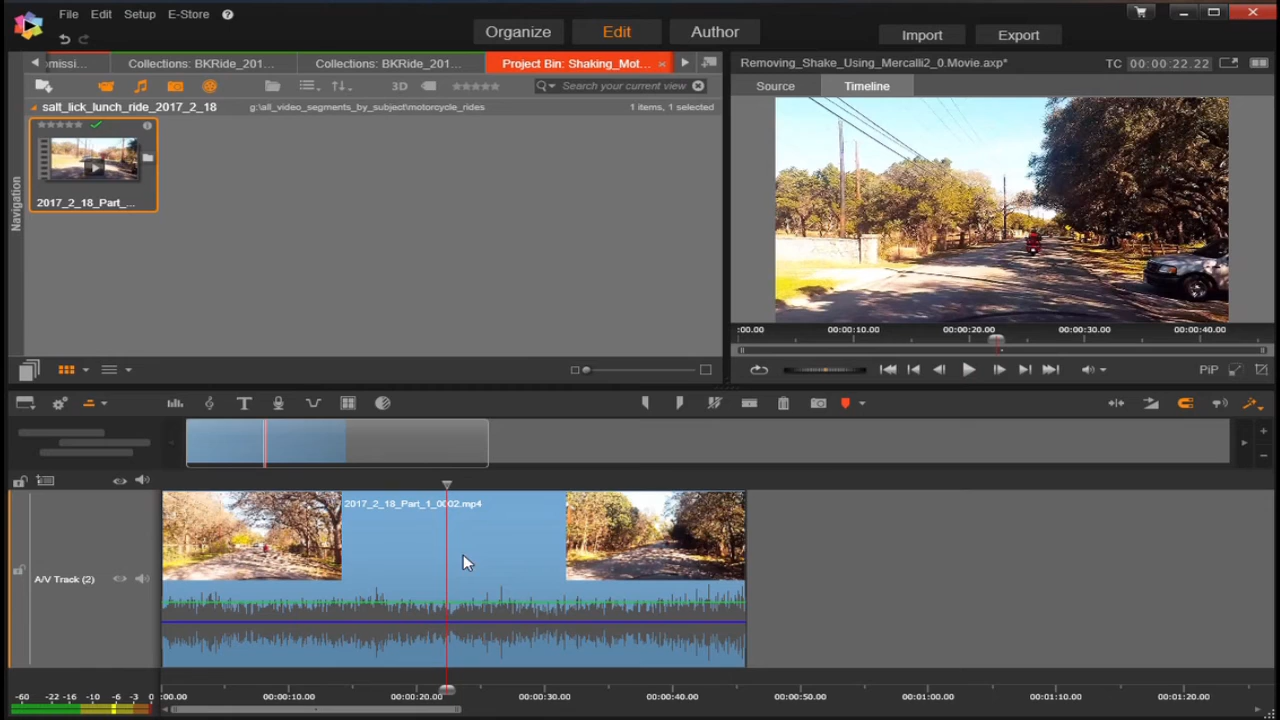 File Edit Setup E-Store ?
Organize Edit Author Import Export
omissi... Collections: BKRide_201... Collections: BKRide_201... Project Bin: Shaking_Mot... ×
Removing_Shake_Using_Mercalli2_0.Movie.axp* TC 00:00:22.22
3D Search your current view
Source Timeline
salt_lick_lunch_ride_2017_2_18 g:\all_video_segments_by_subject\motorcycle_rides 1 items, 1 selected
Navigation
2017_2_18_Part_...
:00.00 00:00:10.00 00:00:20.00 00:00:30.00 00:00:40.00
PiP
2017_2_18_Part_1_0002.mp4
A/V Track (2)
-60 -22 -16 -10 -6 -3 0 :00.00 00:00:10.00 00:00:20.00 00:00:30.00 00:00:40.00 00:00:50.00 00:01:00.00 00:01:10.00 00:01:20.00